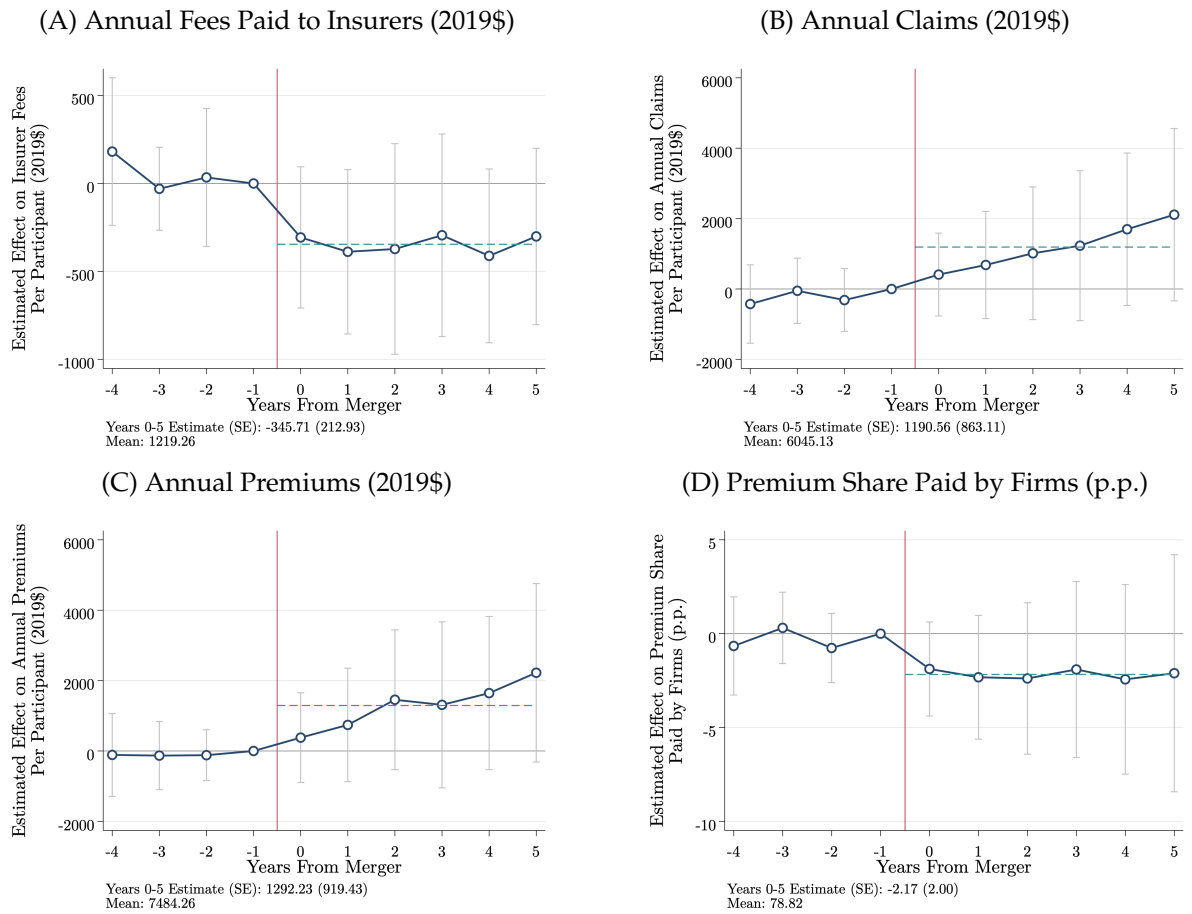 (A) Annual Fees Paid to Insurers (2019$)
Estimated Effect on Insurer Fees
Per Participant (2019$)
500
0
-500
-1000
-4 -3 -2 -1 0 1 2 3 4 5
Years From Merger
Years 0-5 Estimate (SE): -345.71 (212.93)
Mean: 1219.26
(B) Annual Claims (2019$)
Estimated Effect on Annual Claims
Per Participant (2019$)
6000
4000
2000
0
-2000
-4 -3 -2 -1 0 1 2 3 4 5
Years From Merger
Years 0-5 Estimate (SE): 1190.56 (863.11)
Mean: 6045.13
(C) Annual Premiums (2019$)
Estimated Effect on Annual Premiums
Per Participant (2019$)
6000
4000
2000
0
-2000
-4 -3 -2 -1 0 1 2 3 4 5
Years From Merger
Years 0-5 Estimate (SE): 1292.23 (919.43)
Mean: 7484.26
(D) Premium Share Paid by Firms (p.p.)
Estimated Effect on Premium Share
Paid by Firms (p.p.)
5
0
-5
-10
-4 -3 -2 -1 0 1 2 3 4 5
Years From Merger
Years 0-5 Estimate (SE): -2.17 (2.00)
Mean: 78.82